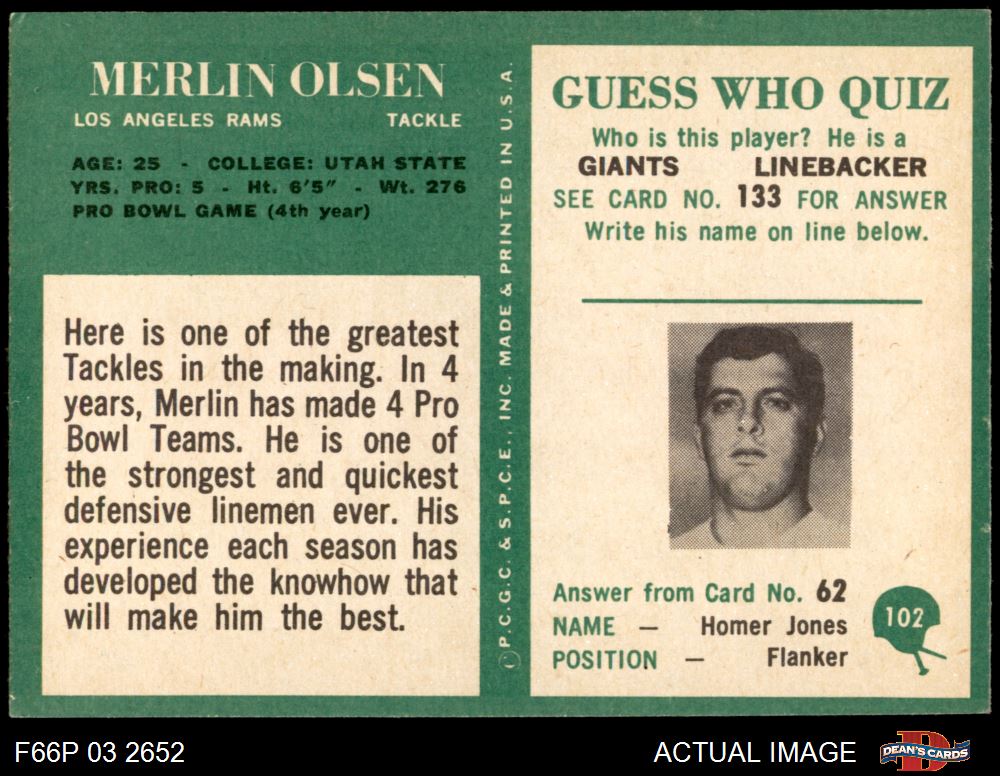 MERLIN OLSEN
LOS ANGELES RAMS TACKLE
AGE: 25 - COLLEGE: UTAH STATE
YRS. PRO: 5 - Ht. 6'5" - Wt. 276
PRO BOWL GAME (4th year)
Here is one of the greatest
Tackles in the making. In 4
years, Merlin has made 4 Pro
Bowl Teams. He is one of
the strongest and quickest
defensive linemen ever. His
experience each season has
developed the knowhow that
will make him the best.
© P.C.G.C. & S.P.C.E., INC. MADE & PRINTED IN U.S.A.
GUESS WHO QUIZ
Who is this player? He is a
GIANTS LINEBACKER
SEE CARD NO. 133 FOR ANSWER
Write his name on line below.
Answer from Card No. 62
NAME — Homer Jones
POSITION — Flanker
102
F66P 03 2652
ACTUAL IMAGE
D
DEAN'S CARDS